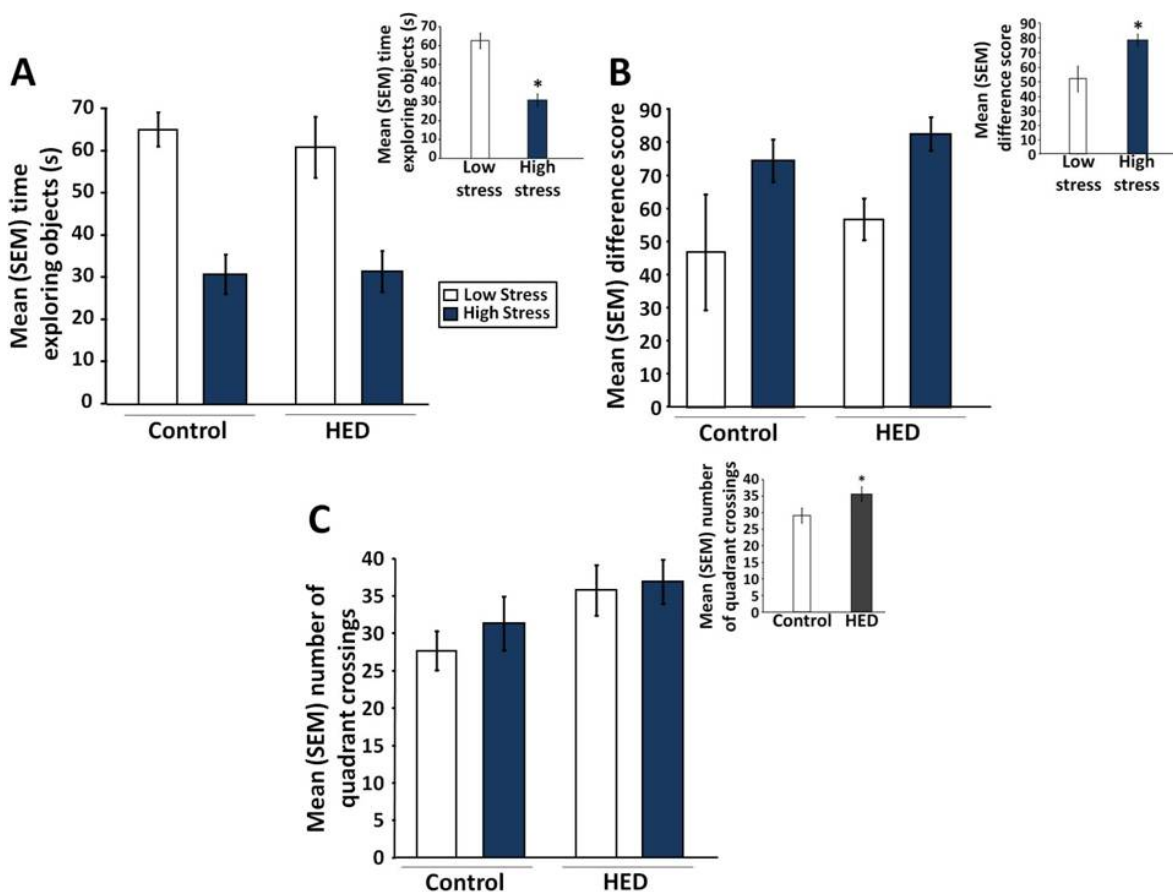 A
Mean (SEM) time
exploring objects (s)
70
60
50
40
30
20
10
0
Control
HED
Mean (SEM) time
exploring objects (s)
70
60
50
40
30
20
10
0
*
Low
stress
High
stress
Low Stress
High Stress
B
Mean (SEM) difference score
90
80
70
60
50
40
30
20
10
0
Control
HED
Mean (SEM)
difference score
90
80
70
60
50
40
30
20
10
0
*
Low
stress
High
stress
C
Mean (SEM) number of
quadrant crossings
40
35
30
25
20
15
10
5
0
Control
HED
Mean (SEM) number
of quadrant crossings
40
35
30
25
20
15
10
5
0
*
Control
HED